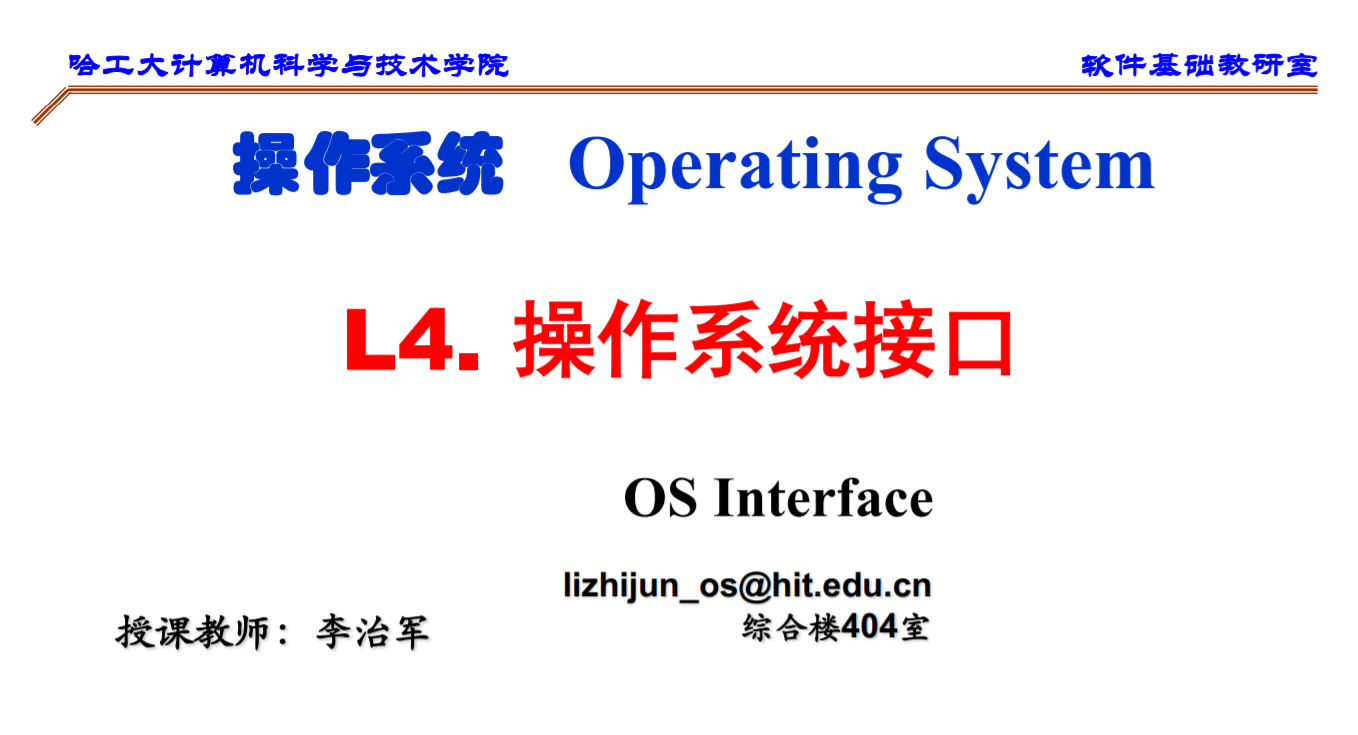 哈工大计算机科学与技术学院 软件基础教研室
操作系统 Operating System
L4. 操作系统接口
OS Interface
lizhijun_os@hit.edu.cn
综合楼404室
授课教师：李治军